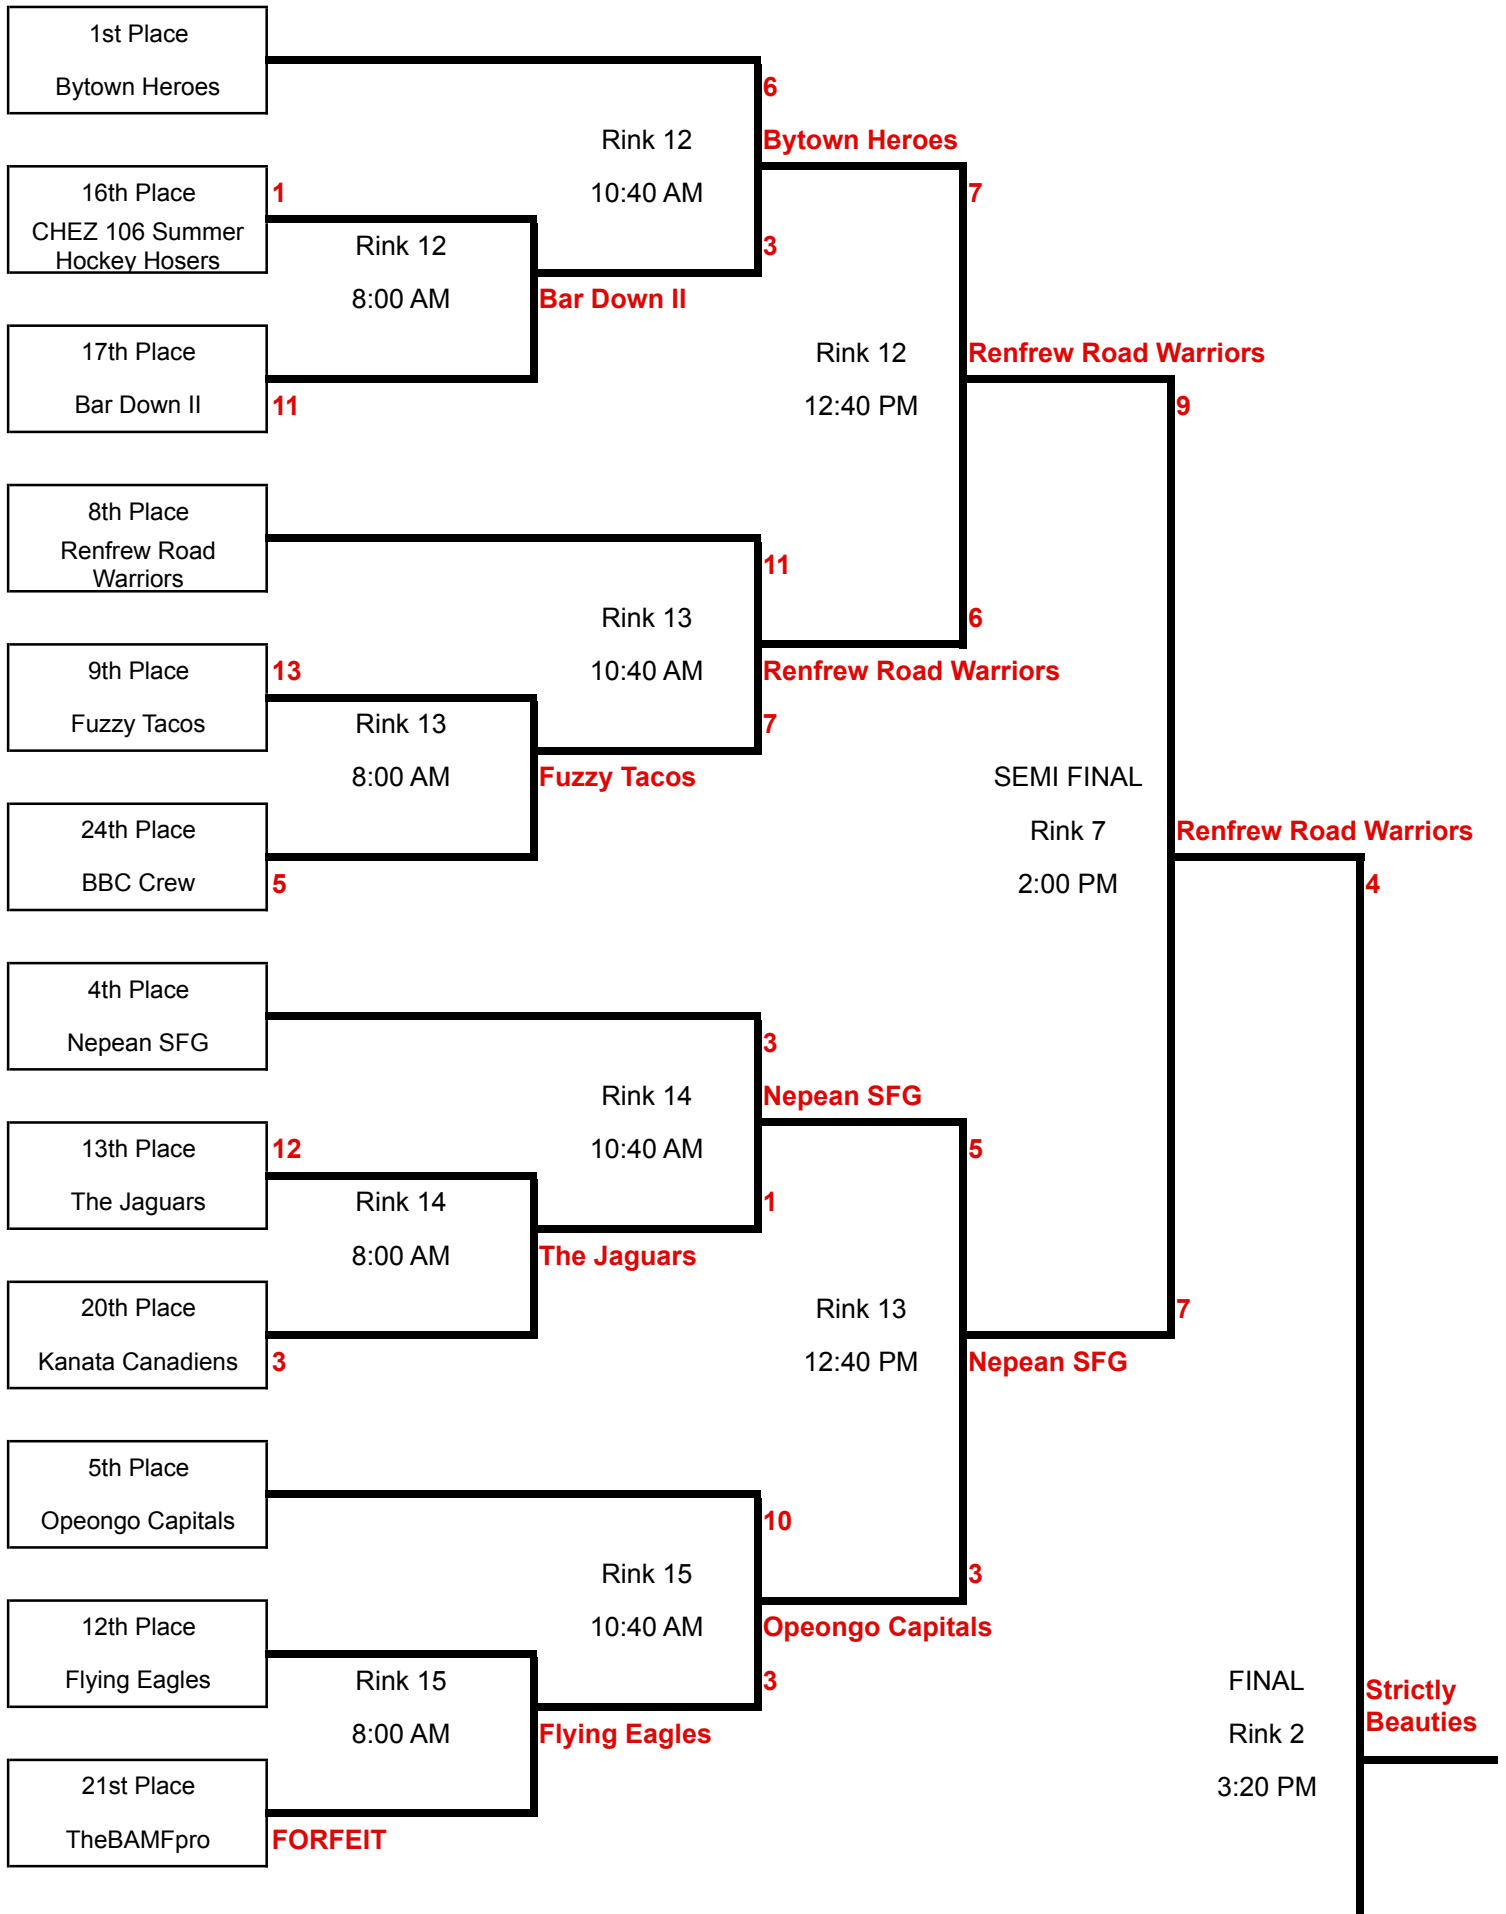 1st Place
Bytown Heroes
6
Rink 12
Bytown Heroes
10:40 AM
16th Place
1
7
CHEZ 106 Summer
Hockey Hosers
Rink 12
3
8:00 AM
Bar Down II
17th Place
Rink 12
Renfrew Road Warriors
Bar Down II
11
12:40 PM
9
8th Place
Renfrew Road
Warriors
11
Rink 13
6
9th Place
13
10:40 AM
Renfrew Road Warriors
Fuzzy Tacos
Rink 13
7
8:00 AM
Fuzzy Tacos
SEMI FINAL
24th Place
Rink 7
Renfrew Road Warriors
BBC Crew
5
2:00 PM
4
4th Place
Nepean SFG
3
Rink 14
Nepean SFG
13th Place
12
10:40 AM
5
The Jaguars
Rink 14
1
8:00 AM
The Jaguars
20th Place
Rink 13
7
Kanata Canadiens
3
12:40 PM
Nepean SFG
5th Place
Opeongo Capitals
10
Rink 15
3
12th Place
10:40 AM
Opeongo Capitals
Flying Eagles
Rink 15
3
FINAL
Strictly
Beauties
8:00 AM
Flying Eagles
Rink 2
21st Place
3:20 PM
TheBAMFpro
FORFEIT